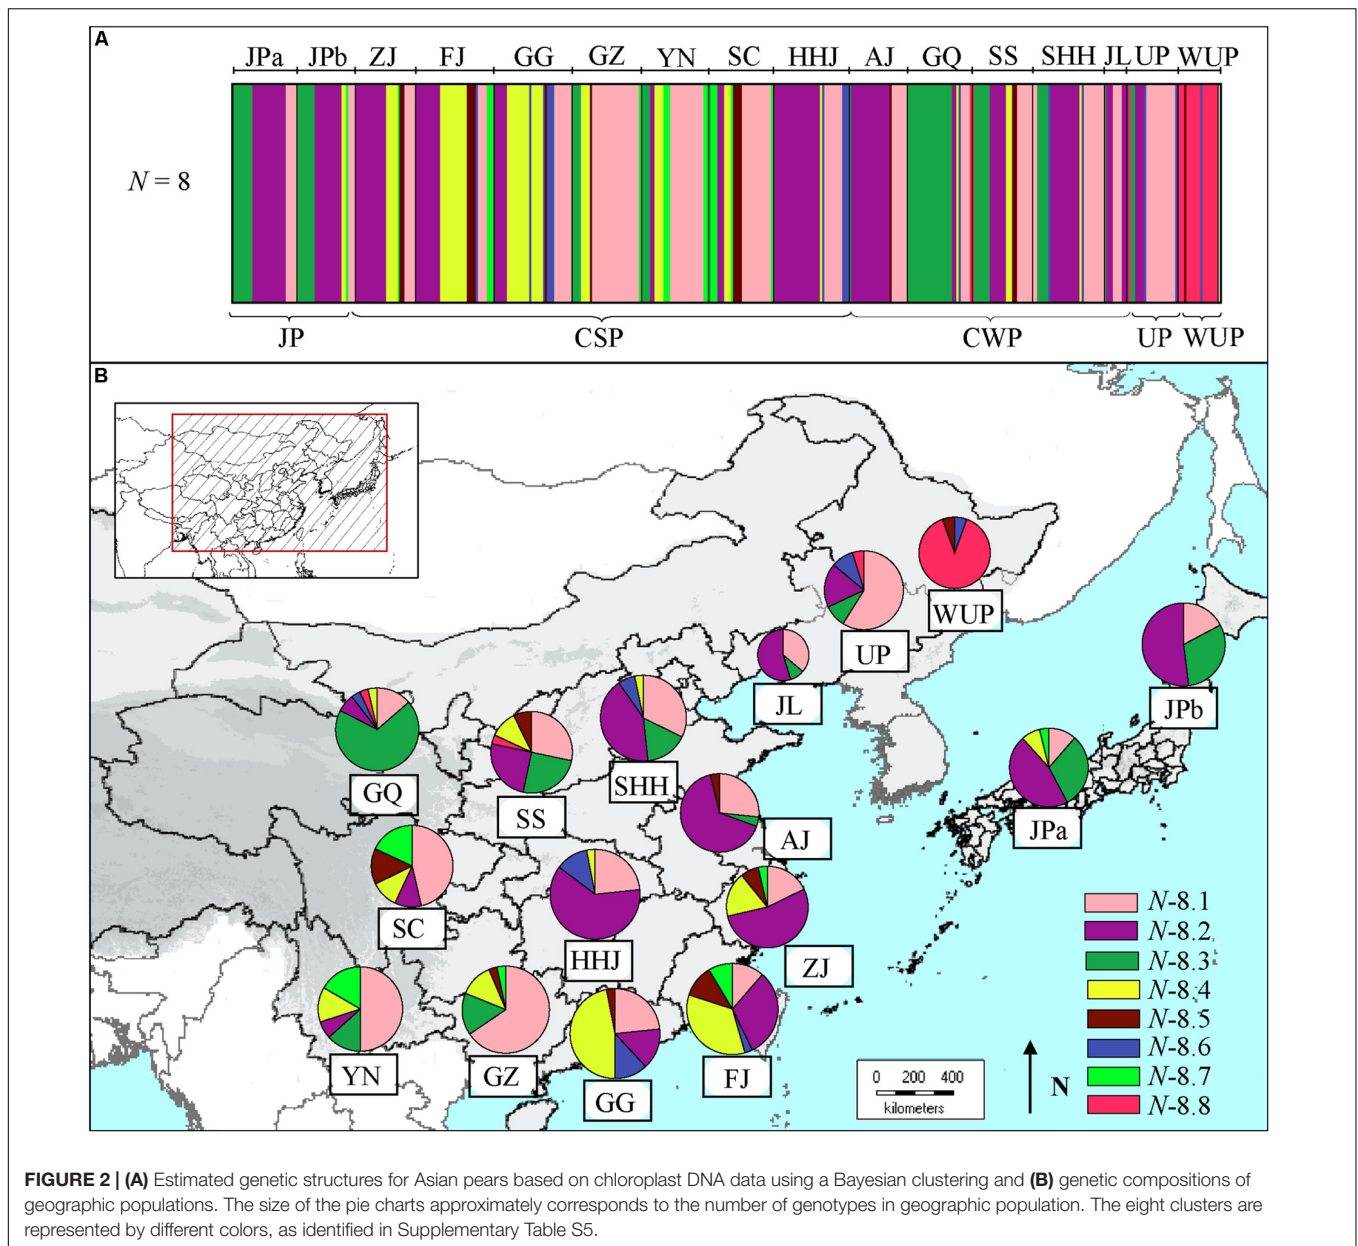 A
JPa JPb ZJ FJ GG GZ YN SC HHJ AJ GQ SS SHH JL UP WUP
N = 8
JP CSP CWP UP WUP
B
WUP
UP
JL
JPb
GQ
SS
SHH
AJ
JPa
SC
HHJ
ZJ
YN
GZ
GG
FJ
N-8.1
N-8.2
N-8.3
N-8.4
N-8.5
N-8.6
N-8.7
N-8.8
0 200 400
kilometers
N
FIGURE 2 | (A) Estimated genetic structures for Asian pears based on chloroplast DNA data using a Bayesian clustering and (B) genetic compositions of
geographic populations. The size of the pie charts approximately corresponds to the number of genotypes in geographic population. The eight clusters are
represented by different colors, as identified in Supplementary Table S5.